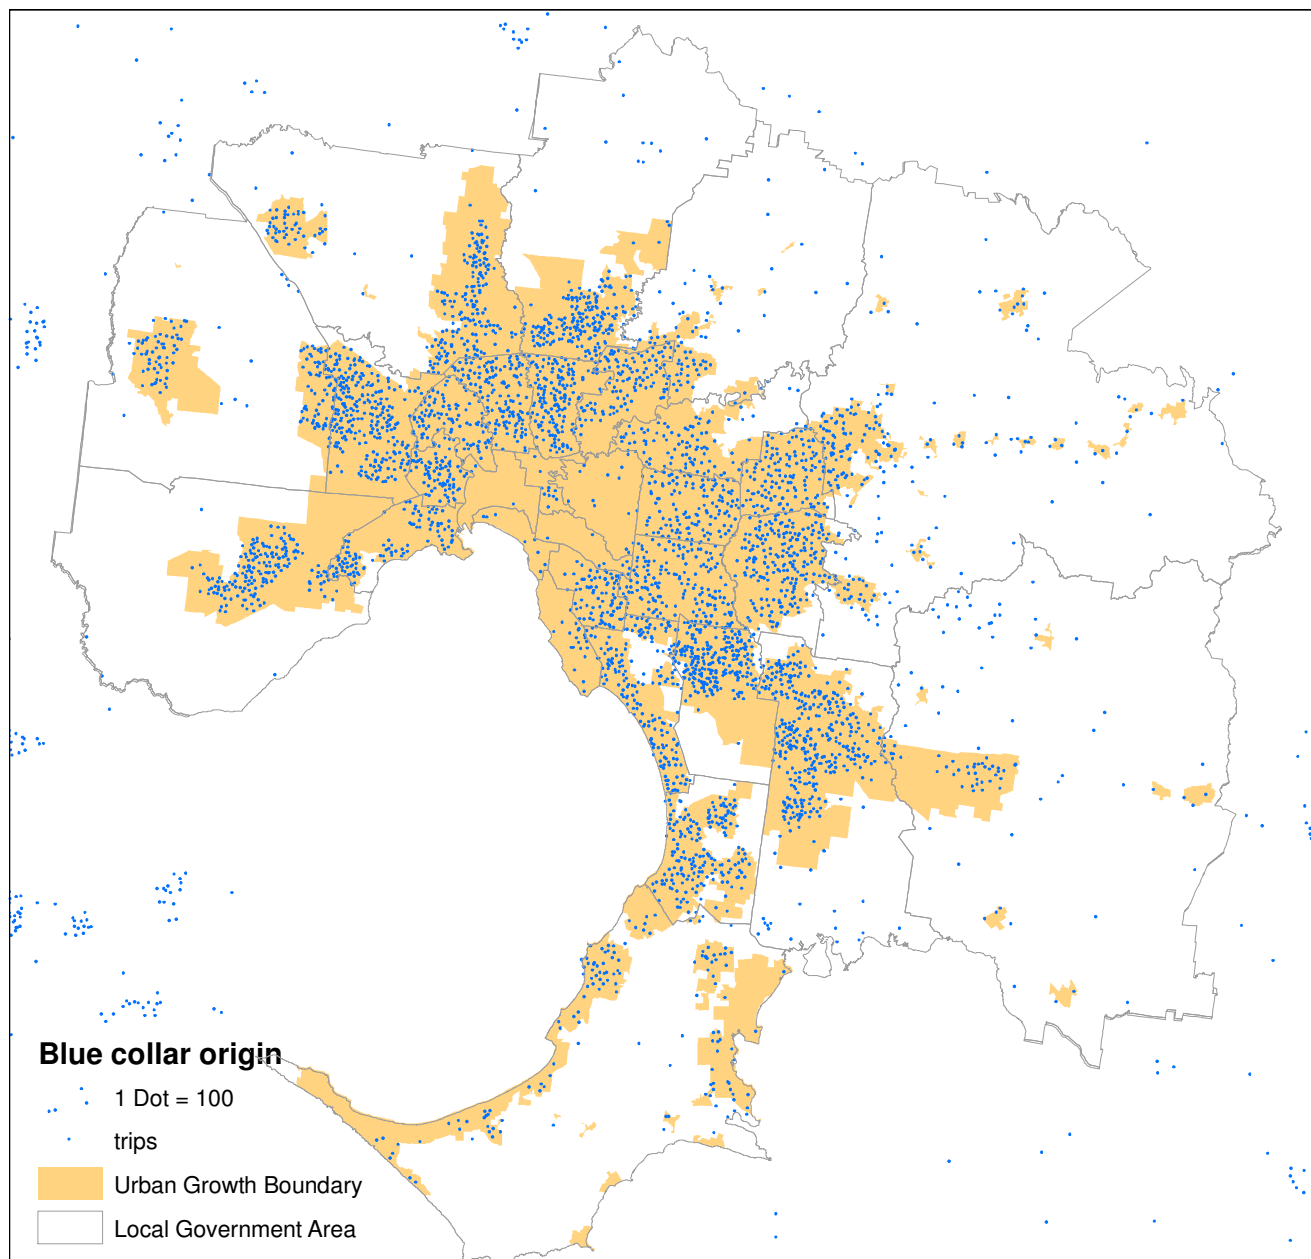 Blue collar origin
1 Dot = 100
trips
Urban Growth Boundary
Local Government Area